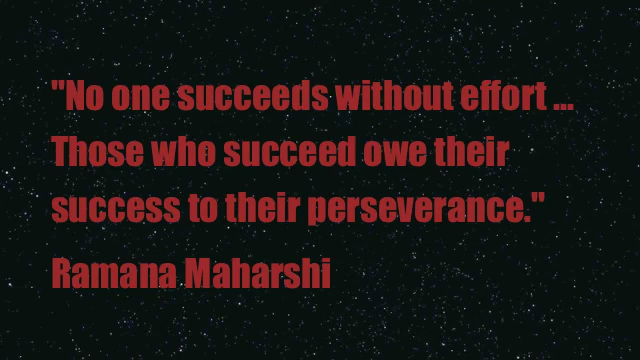 "No one succeeds without effort ...
Those who succeed owe their
success to their perseverance."
Ramana Maharshi